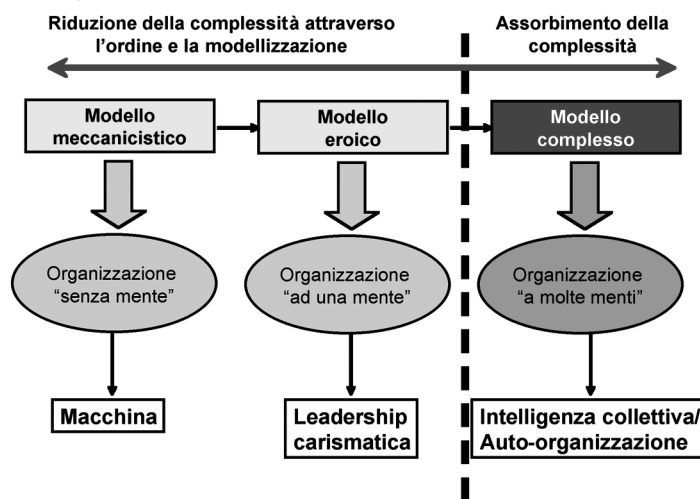 Riduzione della complessità attraverso
l'ordine e la modellizzazione
Assorbimento della
complessità
Modello
meccanicistico
Modello
eroico
Modello
complesso
Organizzazione
“senza mente”
Organizzazione
“ad una mente”
Organizzazione
“a molte menti”
Macchina
Leadership
carismatica
Intelligenza collettiva/
Auto-organizzazione